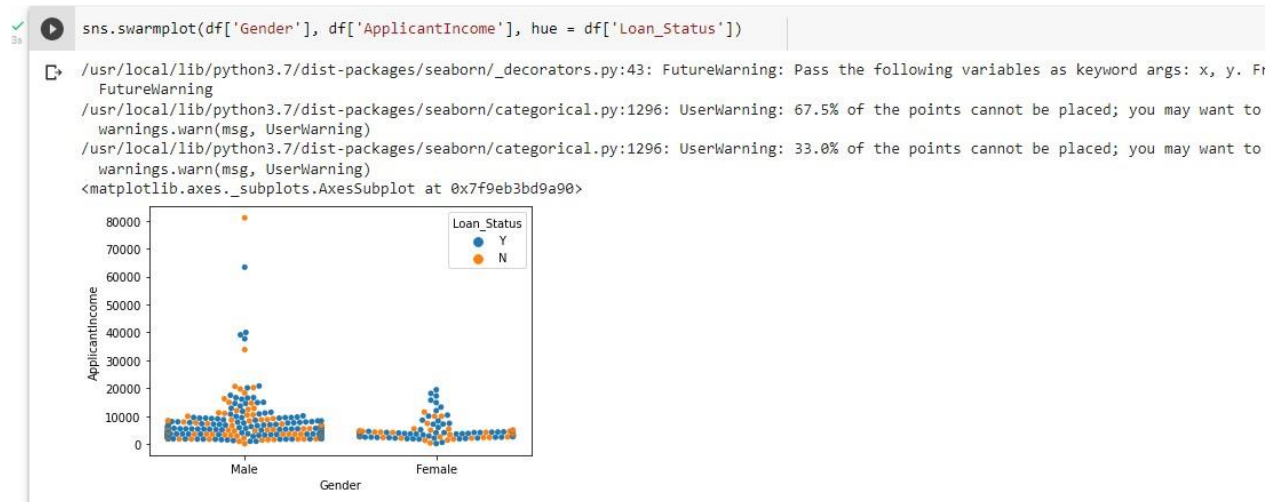 sns.swarmplot(df['Gender'], df['ApplicantIncome'], hue = df['Loan_Status'])
3s
/usr/local/lib/python3.7/dist-packages/seaborn/_decorators.py:43: FutureWarning: Pass the following variables as keyword args: x, y. Fr
FutureWarning
/usr/local/lib/python3.7/dist-packages/seaborn/categorical.py:1296: UserWarning: 67.5% of the points cannot be placed; you may want to
warnings.warn(msg, UserWarning)
/usr/local/lib/python3.7/dist-packages/seaborn/categorical.py:1296: UserWarning: 33.0% of the points cannot be placed; you may want to
warnings.warn(msg, UserWarning)
<matplotlib.axes._subplots.AxesSubplot at 0x7f9eb3bd9a90>
Loan_Status
Y
N
80000
70000
60000
50000
40000
30000
20000
10000
0
ApplicantIncome
Male
Female
Gender